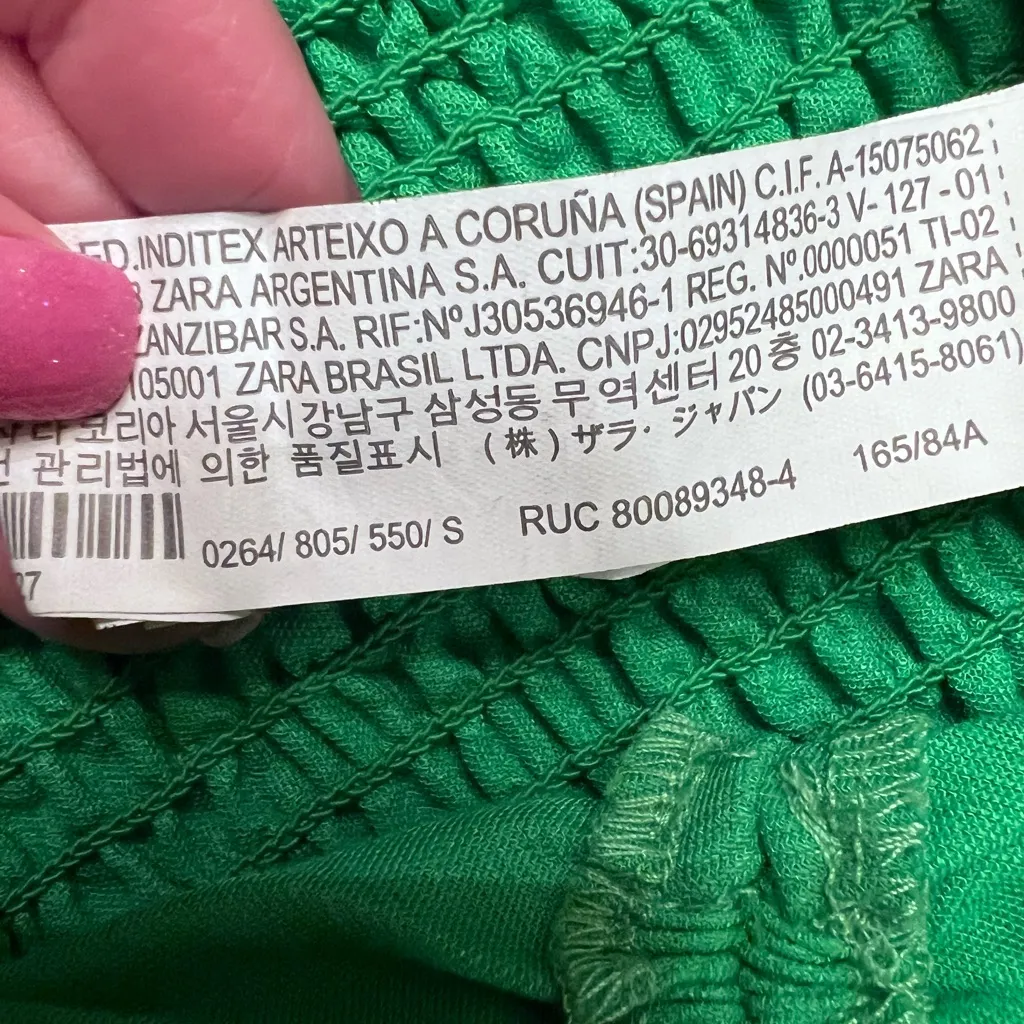 ED.INDITEX ARTEIXO A CORUÑA (SPAIN) C.I.F. A-15075062
ZARA ARGENTINA S.A. CUIT:30-69314836-3 V-127-01
ZANZIBAR S.A. RIF:NºJ30536946-1 REG. Nº.0000051 TI-02
105001 ZARA BRASIL LTDA. CNPJ:02952485000491 ZARA
코리아 서울시 강남구 삼성동 무역센터 20층 02-3413-9800
관리법에 의한 품질표시 (株) ザラ・ジャパン (03-6415-8061)
0264/ 805/ 550/ S RUC 80089348-4 165/84A